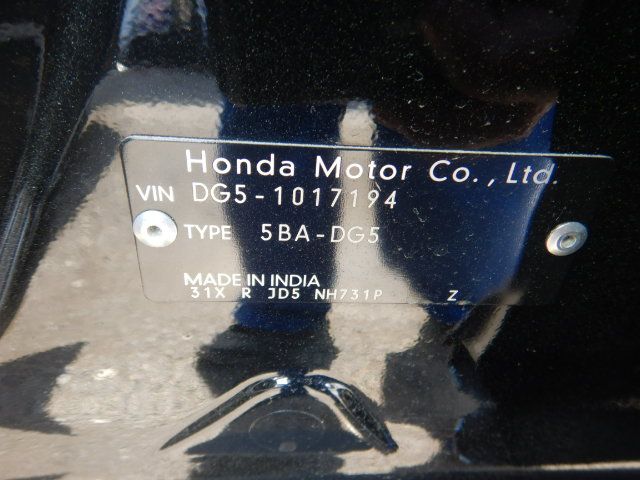 Honda Motor Co., Ltd.
VIN DG5-1017194
TYPE 5BA-DG5
MADE IN INDIA
31X R JD5 NH731P Z